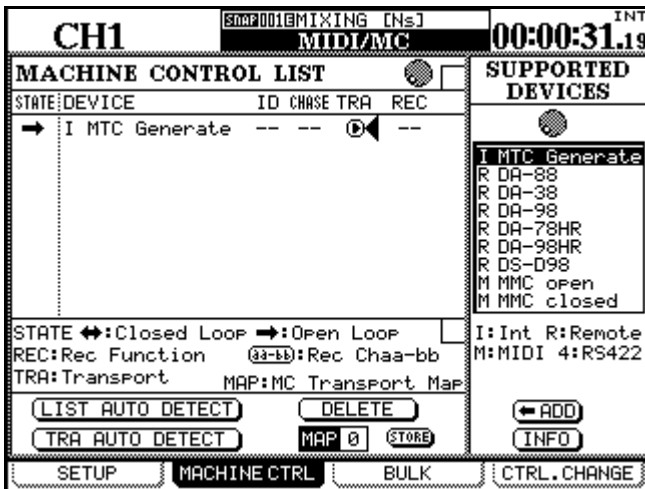 CH1
SNAP001 MIXING [Ns]
MIDI/MC
INT
00:00:31.19
MACHINE CONTROL LIST
STATE DEVICE ID CHASE TRA REC
➡ I MTC Generate -- -- --
STATE ⬌:Closed Loop ➡:Open Loop
REC:Rec Function (aa-bb):Rec Chaa-bb
TRA:Transport MAP:MC Transport Map
LIST AUTO DETECT DELETE
TRA AUTO DETECT MAP 0 STORE
SUPPORTED
DEVICES
I MTC Generate
R DA-88
R DA-38
R DA-98
R DA-78HR
R DA-98HR
R DS-D98
M MMC open
M MMC closed
I:Int R:Remote
M:MIDI 4:RS422
⬅ ADD
INFO
SETUP MACHINE CTRL BULK CTRL.CHANGE